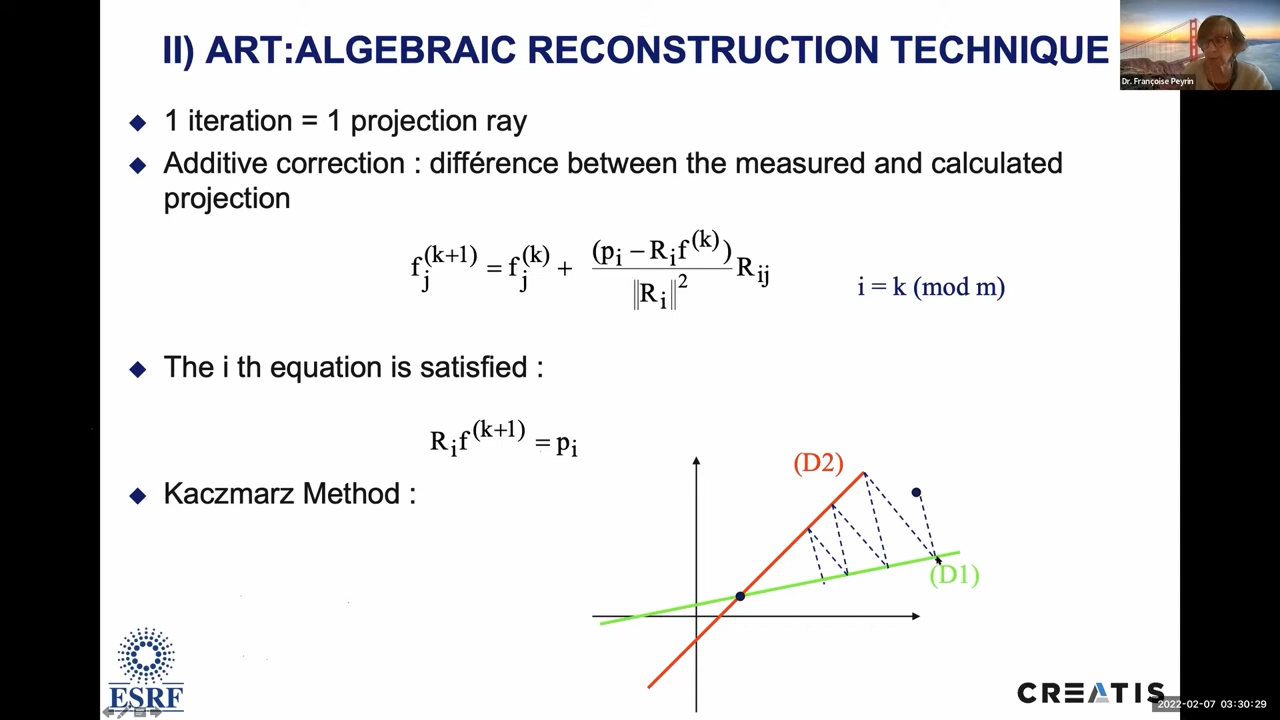 II) ART:ALGEBRAIC RECONSTRUCTION TECHNIQUE
Dr. Françoise Peyrin
1 iteration = 1 projection ray
Additive correction : différence between the measured and calculated
projection
f_j^(k+1) = f_j^(k) + (p_i − R_i f^(k)) / ‖R_i‖² R_ij
i = k (mod m)
The i th equation is satisfied :
R_i f^(k+1) = p_i
Kaczmarz Method :
(D2)
(D1)
ESRF
CREATIS
2022-02-07 03:30:29